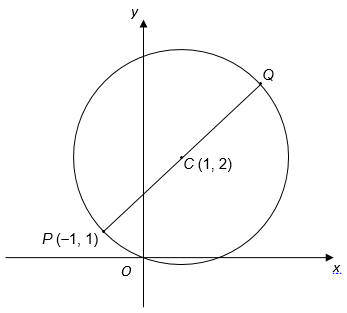 y
Q
C (1, 2)
P (–1, 1)
O
x